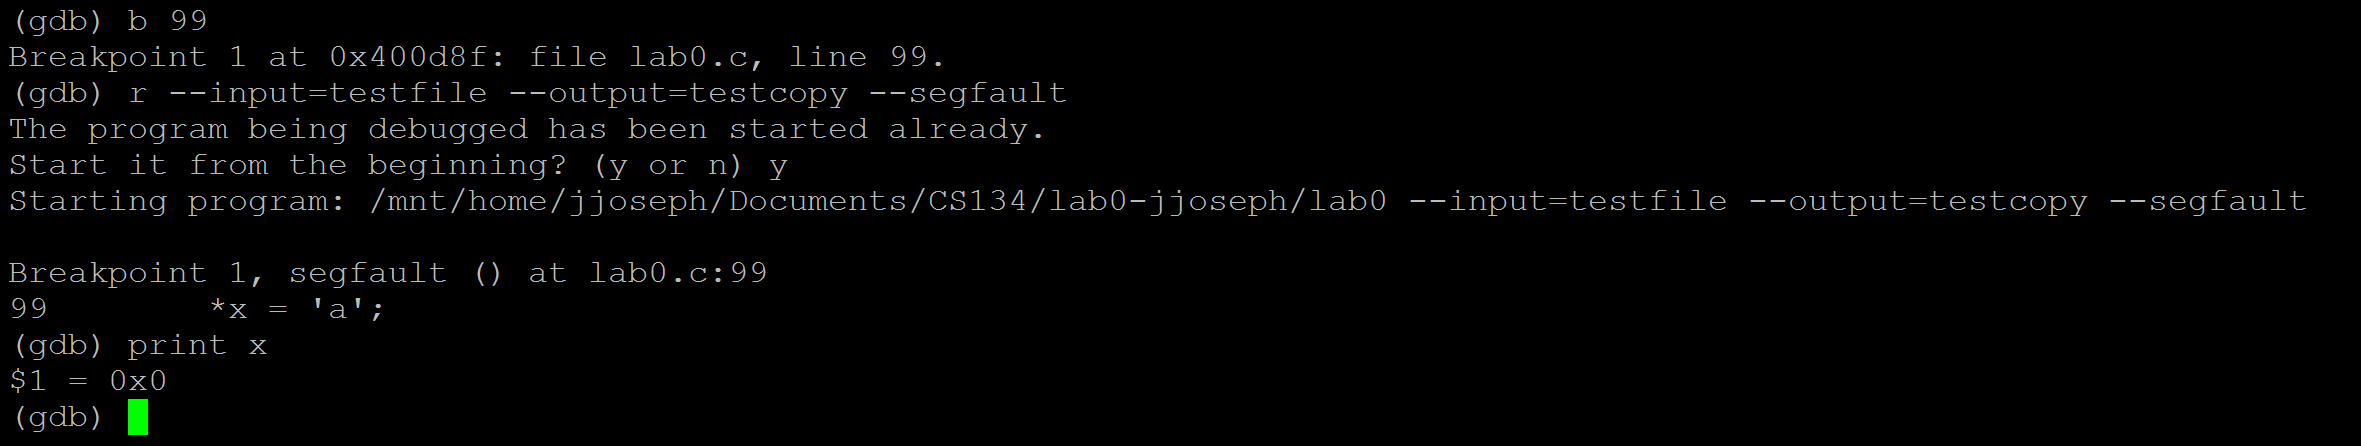 (gdb) b 99
Breakpoint 1 at 0x400d8f: file lab0.c, line 99.
(gdb) r --input=testfile --output=testcopy --segfault
The program being debugged has been started already.
Start it from the beginning? (y or n) y
Starting program: /mnt/home/jjoseph/Documents/CS134/lab0-jjoseph/lab0 --input=testfile --output=testcopy --segfault

Breakpoint 1, segfault () at lab0.c:99
99        *x = 'a';
(gdb) print x
$1 = 0x0
(gdb)